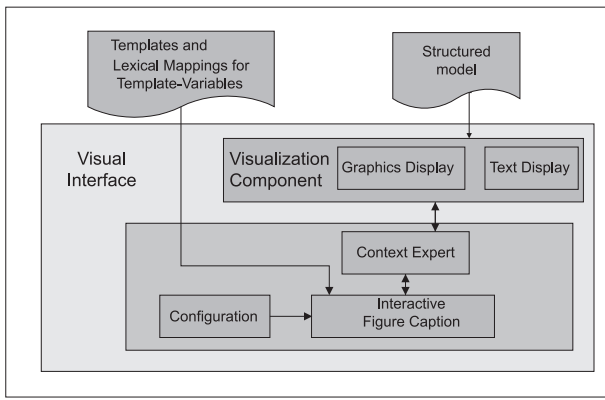 Templates and
Lexical Mappings for
Template-Variables
Structured
model
Visual
Interface
Visualization
Component
Graphics Display
Text Display
Context Expert
Configuration
Interactive
Figure Caption